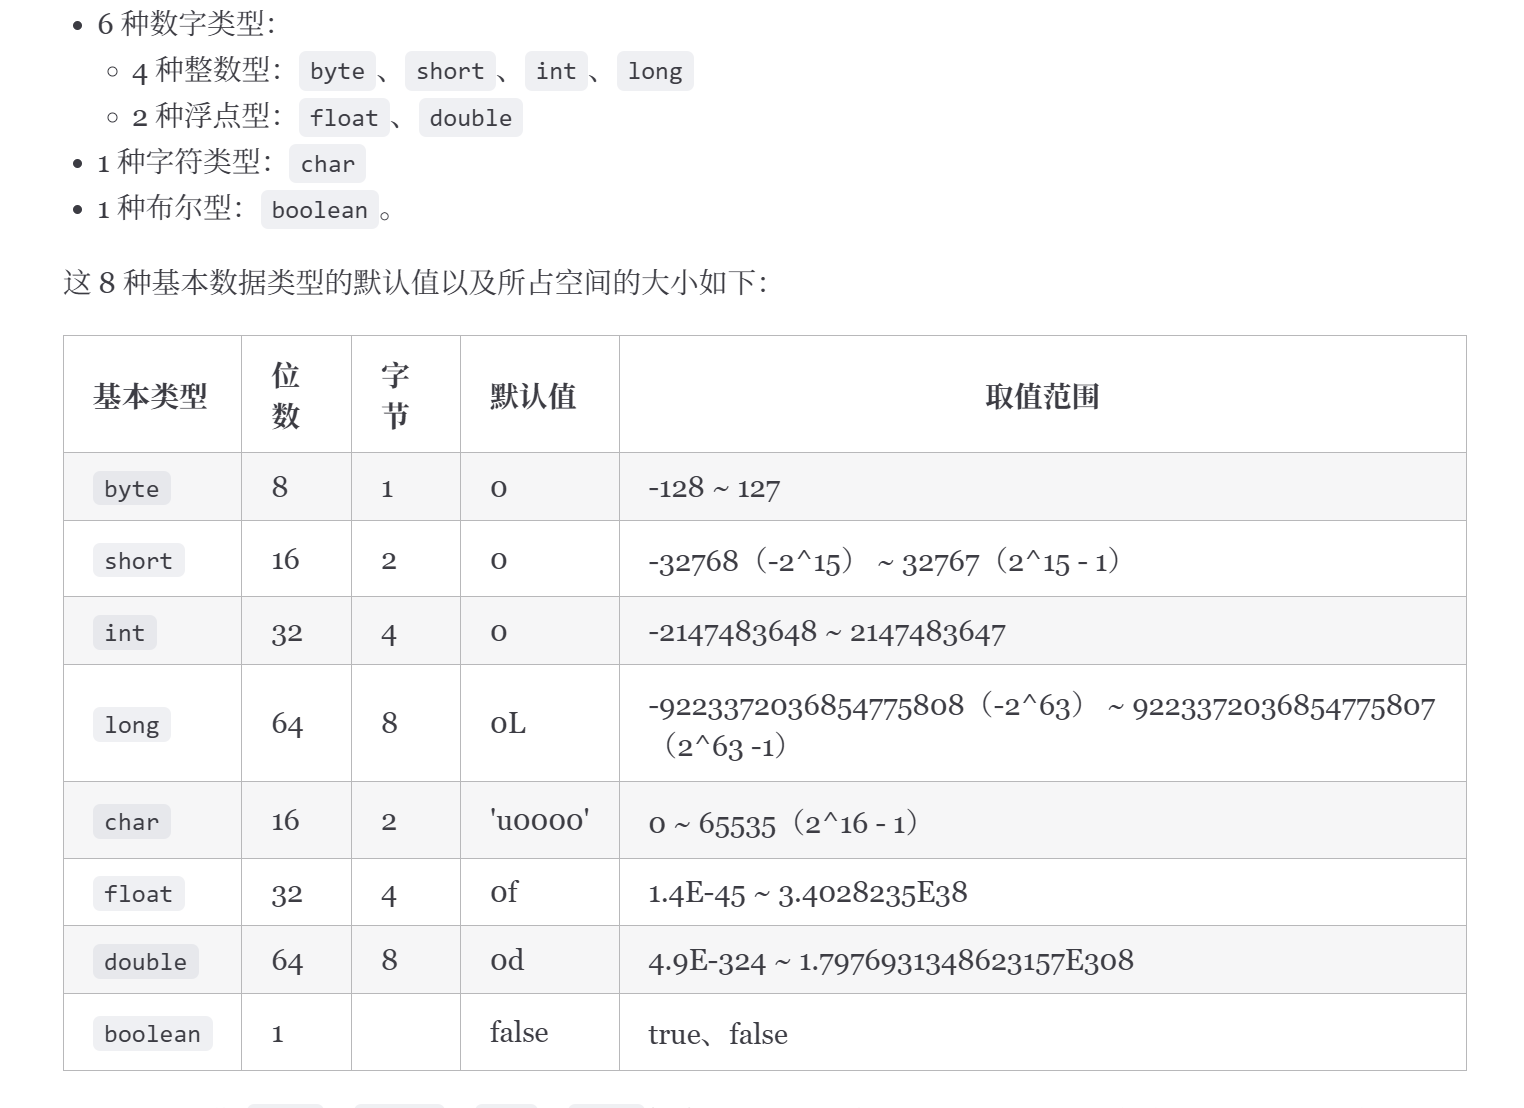 6 种数字类型：
4 种整数型：byte、short、int、long
2 种浮点型：float、double
1 种字符类型：char
1 种布尔型：boolean。
这 8 种基本数据类型的默认值以及所占空间的大小如下：
基本类型 位数 字节 默认值 取值范围
byte 8 1 0 -128 ~ 127
short 16 2 0 -32768（-2^15） ~ 32767（2^15 - 1）
int 32 4 0 -2147483648 ~ 2147483647
long 64 8 0L -9223372036854775808（-2^63） ~ 9223372036854775807
（2^63 -1）
char 16 2 'u0000' 0 ~ 65535（2^16 - 1）
float 32 4 0f 1.4E-45 ~ 3.4028235E38
double 64 8 0d 4.9E-324 ~ 1.7976931348623157E308
boolean 1 false true、false